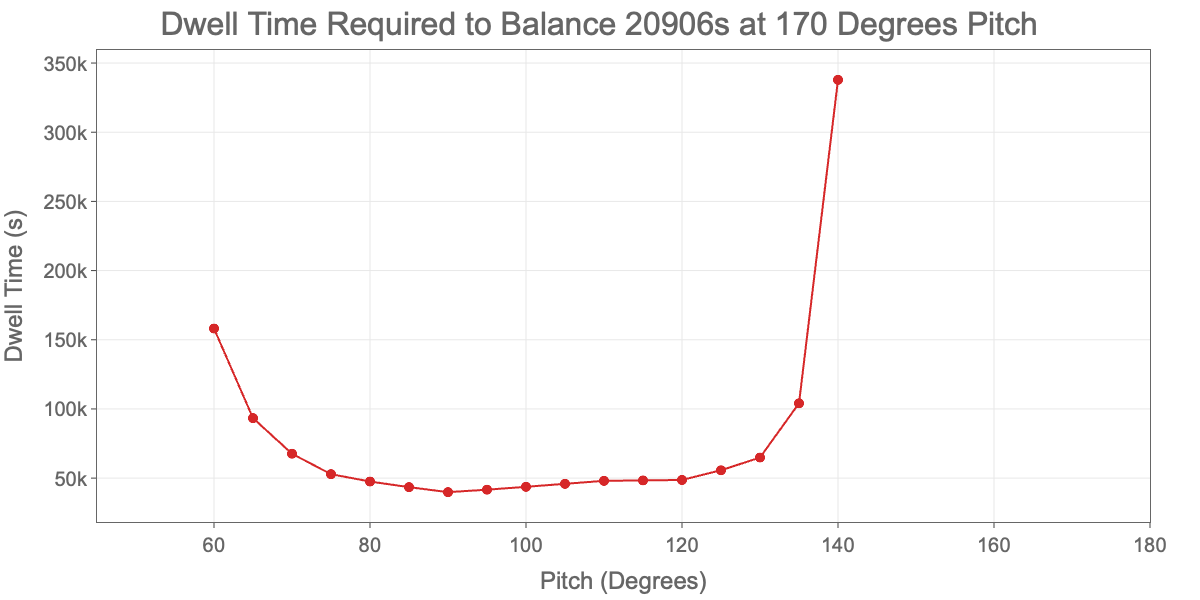 Dwell Time Required to Balance 20906s at 170 Degrees Pitch
350k
300k
250k
200k
150k
100k
50k
Dwell Time (s)
60 80 100 120 140 160 180
Pitch (Degrees)